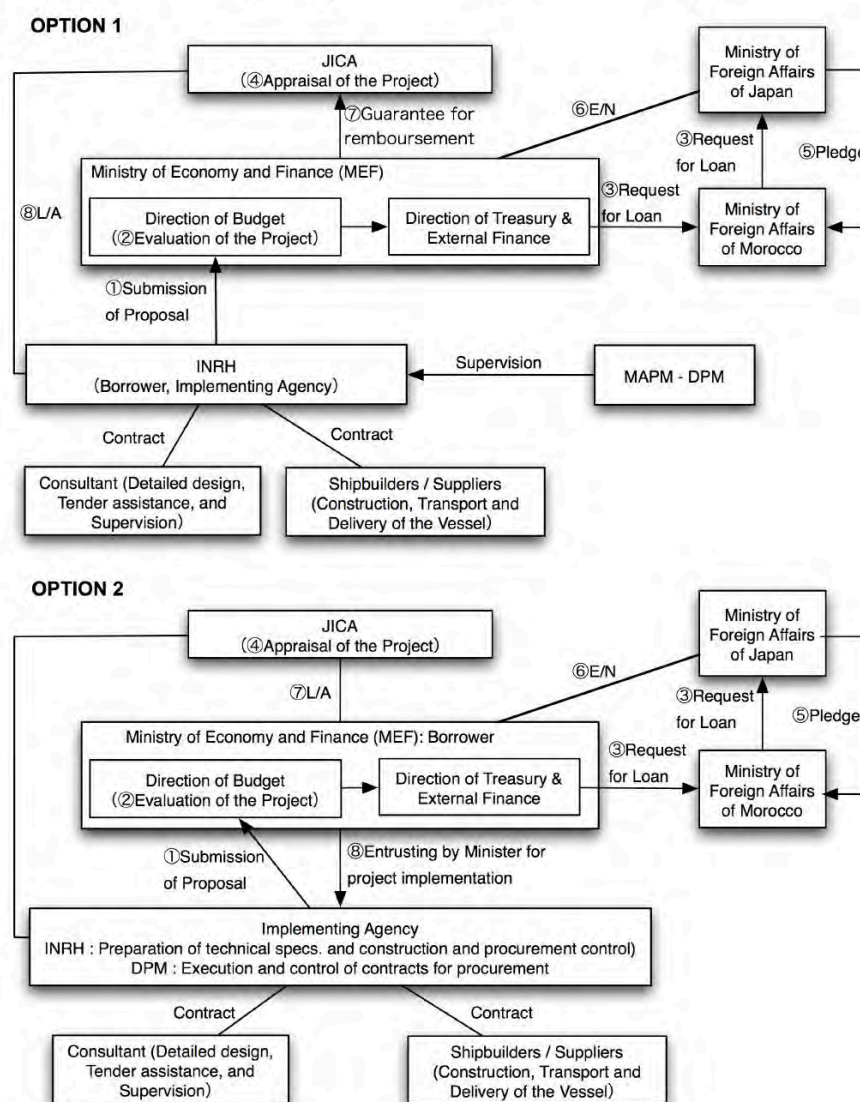 OPTION 1
JICA
(④Appraisal of the Project)
Ministry of
Foreign Affairs
of Japan
⑦Guarantee for
remboursement
⑥E/N
③Request
for Loan
⑤Pledge
Ministry of Economy and Finance (MEF)
⑧L/A
Direction of Budget
(②Evaluation of the Project)
Direction of Treasury &
External Finance
③Request
for Loan
Ministry of
Foreign Affairs
of Morocco
①Submission
of Proposal
INRH
(Borrower, Implementing Agency)
Supervision
MAPM - DPM
Contract
Contract
Consultant (Detailed design,
Tender assistance, and
Supervision)
Shipbuilders / Suppliers
(Construction, Transport and
Delivery of the Vessel)
OPTION 2
JICA
(④Appraisal of the Project)
Ministry of
Foreign Affairs
of Japan
⑥E/N
⑦L/A
③Request
for Loan
⑤Pledge
Ministry of Economy and Finance (MEF): Borrower
Direction of Budget
(②Evaluation of the Project)
Direction of Treasury &
External Finance
③Request
for Loan
Ministry of
Foreign Affairs
of Morocco
①Submission
of Proposal
⑧Entrusting by Minister for
project implementation
Implementing Agency
INRH : Preparation of technical specs. and construction and procurement control)
DPM : Execution and control of contracts for procurement
Contract
Contract
Consultant (Detailed design,
Tender assistance, and
Supervision)
Shipbuilders / Suppliers
(Construction, Transport and
Delivery of the Vessel)